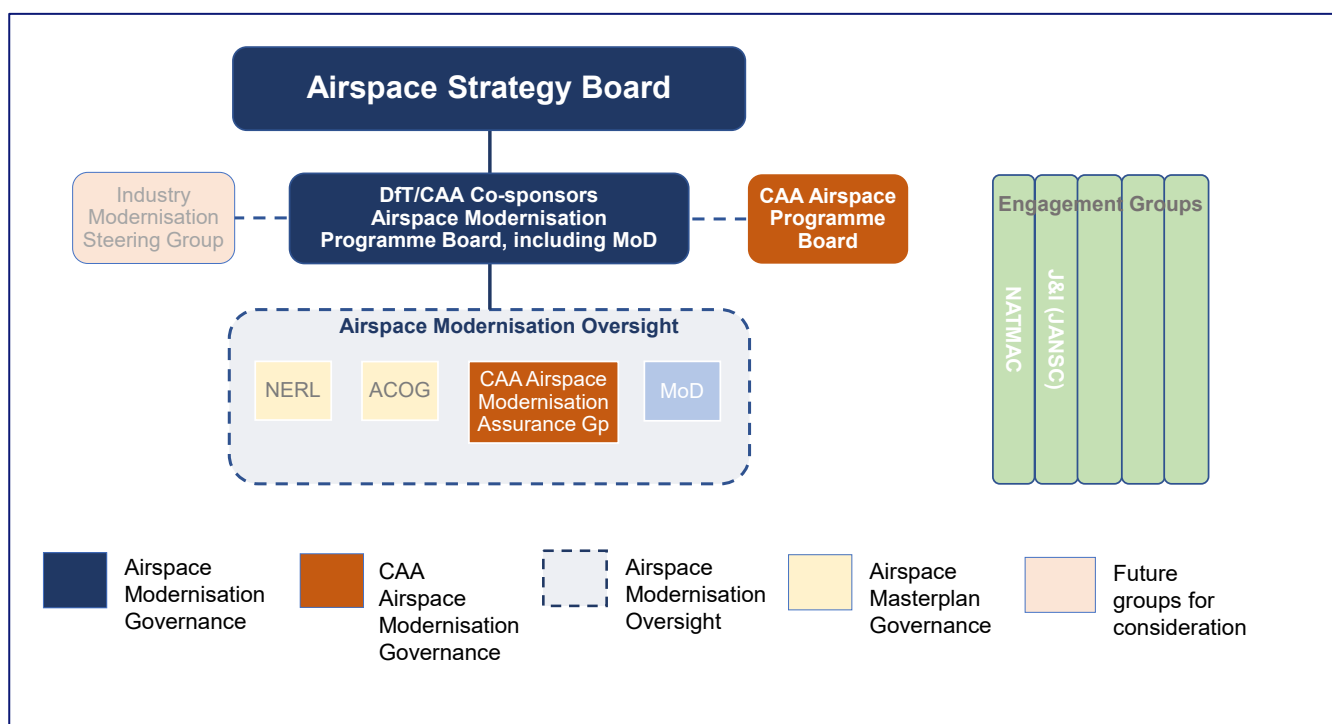 Airspace Strategy Board
Industry
Modernisation
Steering Group
DfT/CAA Co-sponsors
Airspace Modernisation
Programme Board, including MoD
CAA Airspace
Programme
Board
Engagement Groups
NATMAC
J&I (JANSC)
Airspace Modernisation Oversight
NERL
ACOG
CAA Airspace
Modernisation
Assurance Gp
MoD
Airspace
Modernisation
Governance
CAA
Airspace
Modernisation
Governance
Airspace
Modernisation
Oversight
Airspace
Masterplan
Governance
Future
groups for
consideration